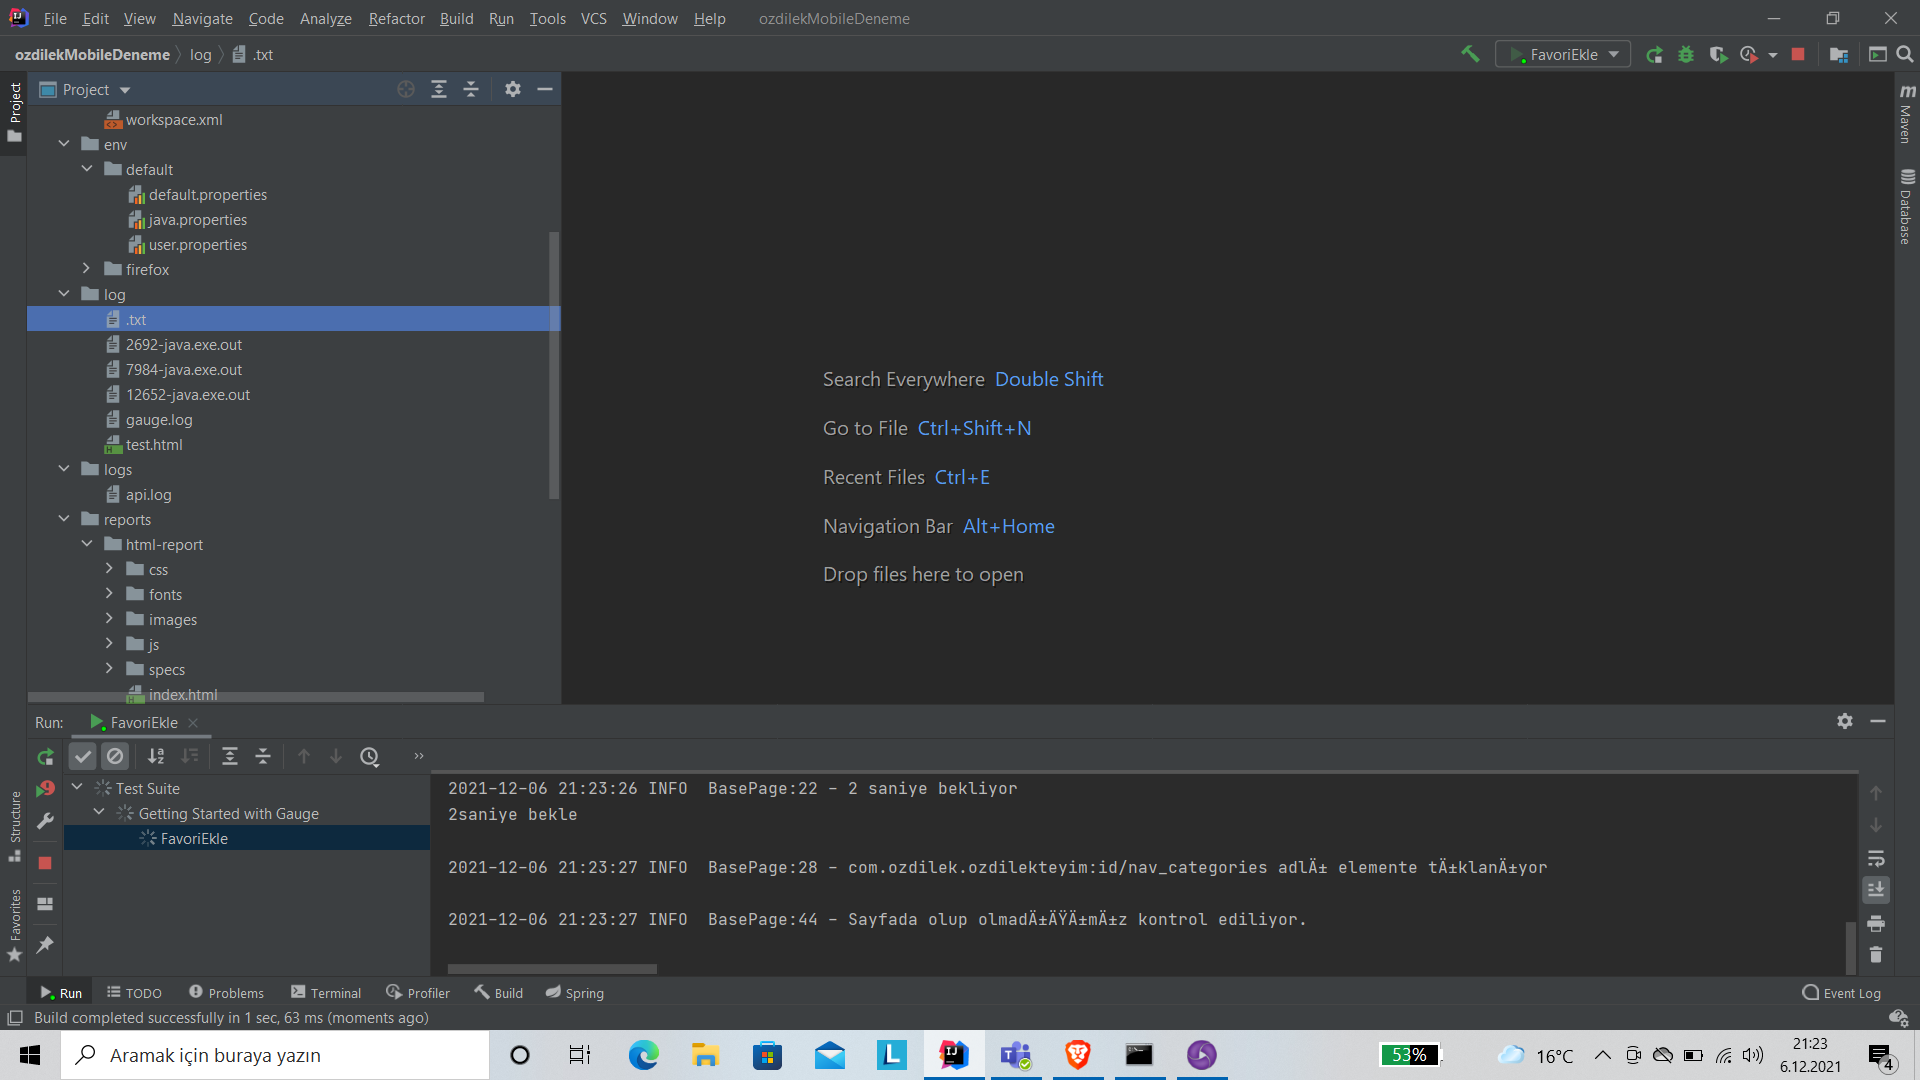 File Edit View Navigate Code Analyze Refactor Build Run Tools VCS Window Help ozdilekMobileDeneme
ozdilekMobileDeneme log .txt
FavoriEkle
Project
Project
workspace.xml
env
default
default.properties
java.properties
user.properties
firefox
log
.txt
2692-java.exe.out
7984-java.exe.out
12652-java.exe.out
gauge.log
test.html
logs
api.log
reports
html-report
css
fonts
images
js
specs
index.html
Search Everywhere Double Shift
Go to File Ctrl+Shift+N
Recent Files Ctrl+E
Navigation Bar Alt+Home
Drop files here to open
m
Maven
Database
Run: FavoriEkle
Test Suite
Getting Started with Gauge
FavoriEkle
Structure
Favorites
2021-12-06 21:23:26 INFO BasePage:22 - 2 saniye bekliyor
2saniye bekle
2021-12-06 21:23:27 INFO BasePage:28 - com.ozdilek.ozdilekteyim:id/nav_categories adlÄ± elemente tÄ±klanÄ±yor
2021-12-06 21:23:27 INFO BasePage:44 - Sayfada olup olmadÄ±ÄŸÄ±mÄ±z kontrol ediliyor.
Run TODO Problems Terminal Profiler Build Spring Event Log
Build completed successfully in 1 sec, 63 ms (moments ago)
Aramak için buraya yazın
L
53%
16°C
21:23
6.12.2021
4